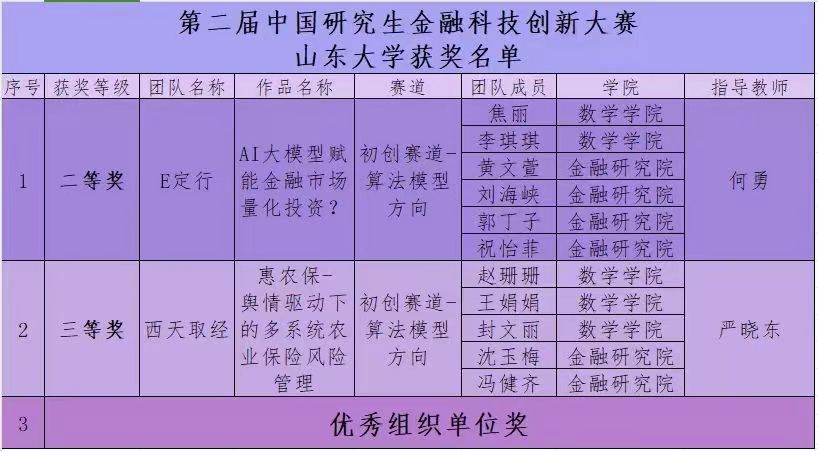 第二届中国研究生金融科技创新大赛
山东大学获奖名单
序号 获奖等级 团队名称 作品名称 赛道 团队成员 学院 指导教师
1 二等奖 E定行
AI大模型赋
能金融市场
量化投资？
初创赛道-
算法模型
方向
焦丽 数学学院
李琪琪 数学学院
黄文萱 金融研究院
刘海峡 金融研究院
郭丁子 金融研究院
祝怡菲 金融研究院
何勇
2 三等奖 西天取经
惠农保-
舆情驱动下
的多系统农
业保险风险
管理
初创赛道-
算法模型
方向
赵珊珊 数学学院
王娟娟 数学学院
封文丽 数学学院
沈玉梅 金融研究院
冯健齐 金融研究院
严晓东
3 优秀组织单位奖